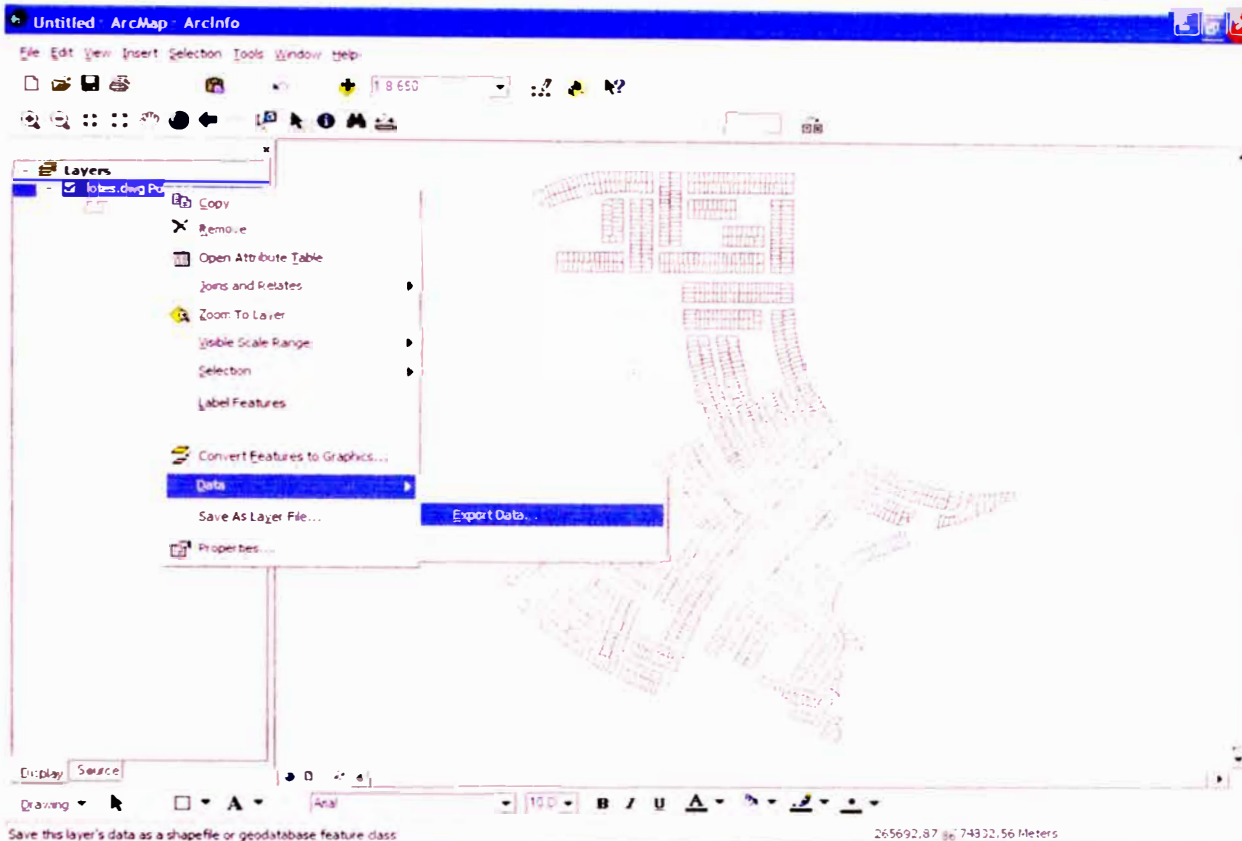 Untitled - ArcMap - ArcInfo
File Edit View Insert Selection Tools Window Help
1:8 650
Layers
lotes.dwg Po
Copy
Remove
Open Attribute Table
Joins and Relates
Zoom To Layer
Visible Scale Range
Selection
Label Features
Convert Features to Graphics...
Data
Export Data...
Save As Layer File...
Properties...
Display Source
Drawing A Arial 10 B I U A
Save this layer's data as a shapefile or geodatabase feature class 265692,87 74332,56 Meters